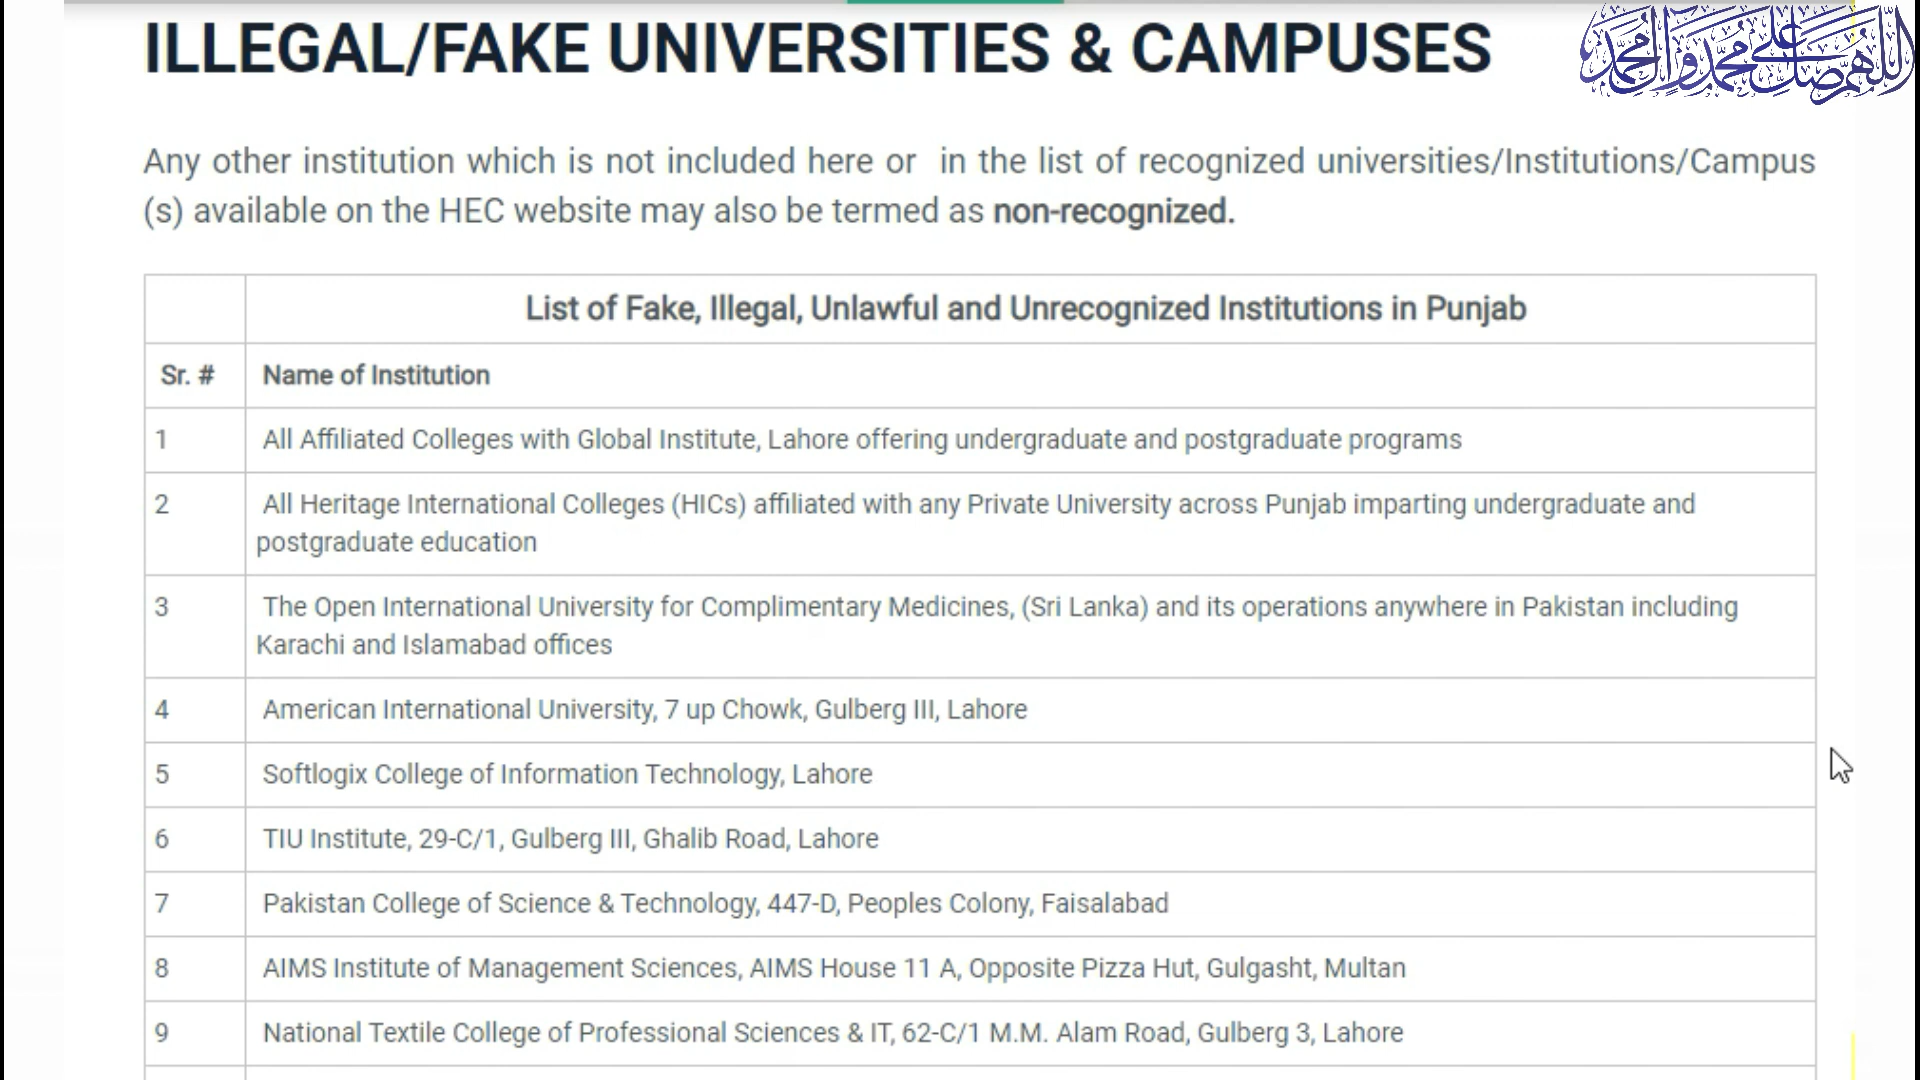 ILLEGAL/FAKE UNIVERSITIES & CAMPUSES
اللهم صل على محمد وآل محمد
Any other institution which is not included here or in the list of recognized universities/Institutions/Campus
(s) available on the HEC website may also be termed as non-recognized.
List of Fake, Illegal, Unlawful and Unrecognized Institutions in Punjab
Sr. # Name of Institution
1 All Affiliated Colleges with Global Institute, Lahore offering undergraduate and postgraduate programs
2 All Heritage International Colleges (HICs) affiliated with any Private University across Punjab imparting undergraduate and
postgraduate education
3 The Open International University for Complimentary Medicines, (Sri Lanka) and its operations anywhere in Pakistan including
Karachi and Islamabad offices
4 American International University, 7 up Chowk, Gulberg III, Lahore
5 Softlogix College of Information Technology, Lahore
6 TIU Institute, 29-C/1, Gulberg III, Ghalib Road, Lahore
7 Pakistan College of Science & Technology, 447-D, Peoples Colony, Faisalabad
8 AIMS Institute of Management Sciences, AIMS House 11 A, Opposite Pizza Hut, Gulgasht, Multan
9 National Textile College of Professional Sciences & IT, 62-C/1 M.M. Alam Road, Gulberg 3, Lahore